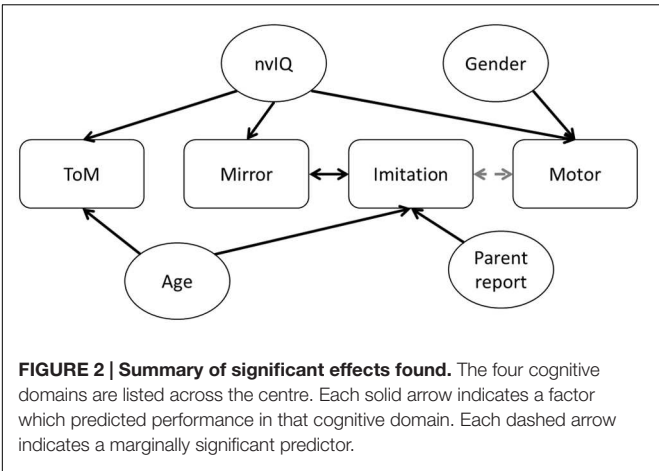 nvIQ
Gender
ToM
Mirror
Imitation
Motor
Age
Parent
report
FIGURE 2 | Summary of significant effects found. The four cognitive
domains are listed across the centre. Each solid arrow indicates a factor
which predicted performance in that cognitive domain. Each dashed arrow
indicates a marginally significant predictor.